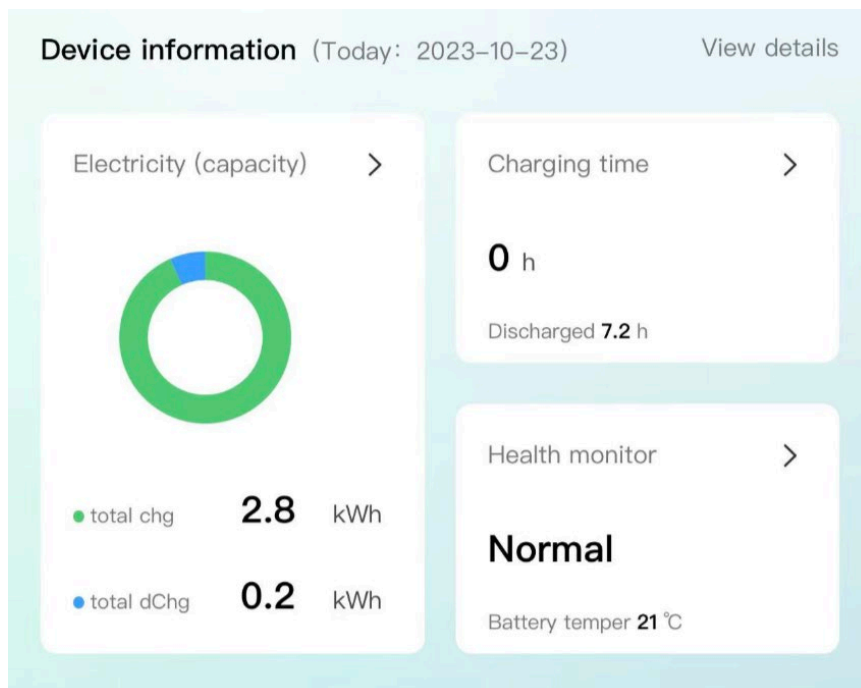 Device information (Today: 2023-10-23) View details
Electricity (capacity)
total chg 2.8 kWh
total dChg 0.2 kWh
Charging time
0 h
Discharged 7.2 h
Health monitor
Normal
Battery temper 21 ℃